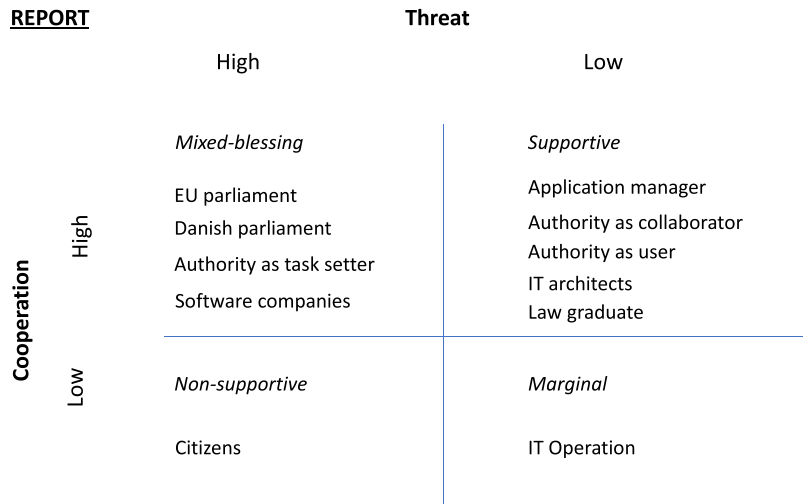 REPORT
Threat
High
Low
Mixed-blessing
Supportive
EU parliament
Danish parliament
Authority as task setter
Software companies
Application manager
Authority as collaborator
Authority as user
IT architects
Law graduate
Cooperation
High
Low
Non-supportive
Marginal
Citizens
IT Operation